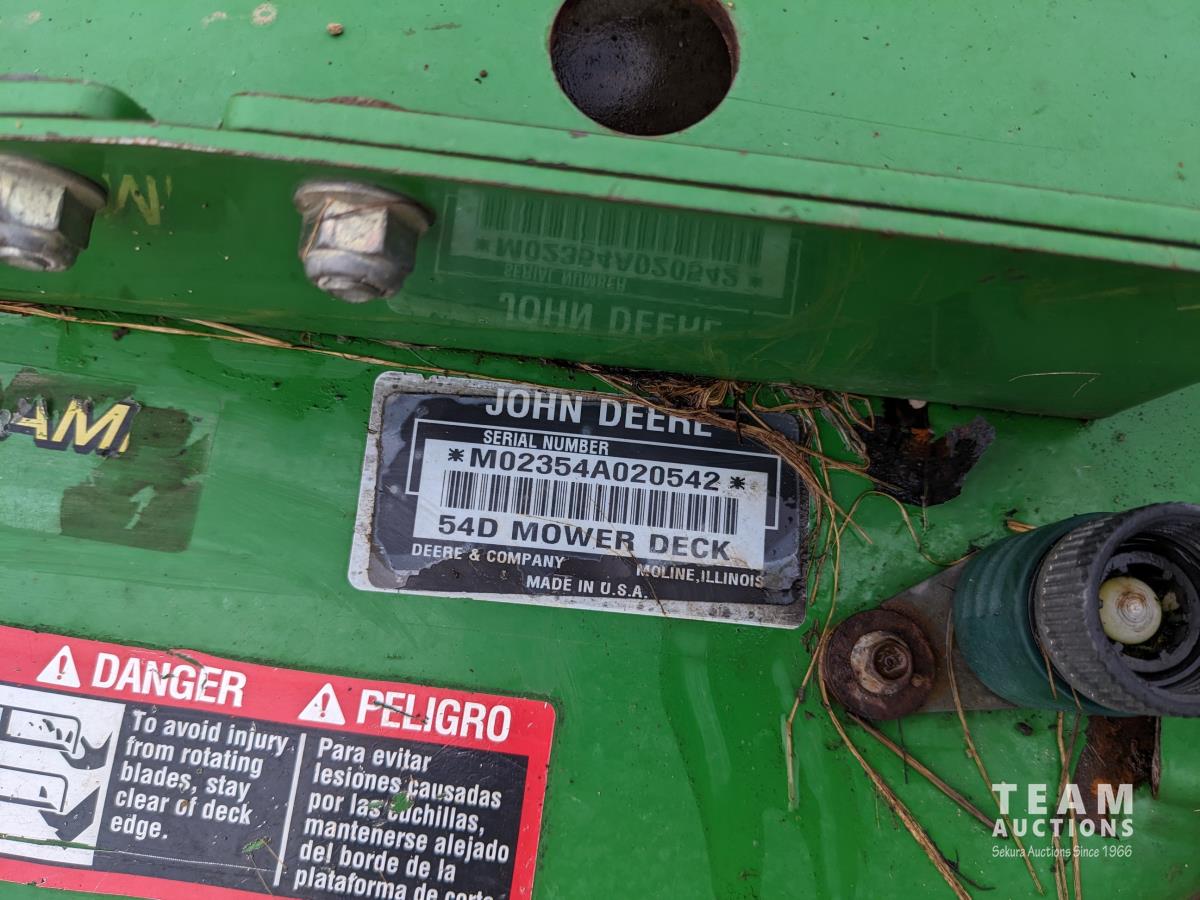 JOHN DEERE
SERIAL NUMBER
*M02354A020542*
54D MOWER DECK
DEERE & COMPANY MOLINE, ILLINOIS
MADE IN U.S.A.
AM
DANGER
To avoid injury
from rotating
blades, stay
clear of deck
edge.
PELIGRO
Para evitar
lesiones causadas
por las cuchillas,
mantenerse alejado
del borde de la
plataforma de corte
TEAM
AUCTIONS
Sekura Auctions Since 1966